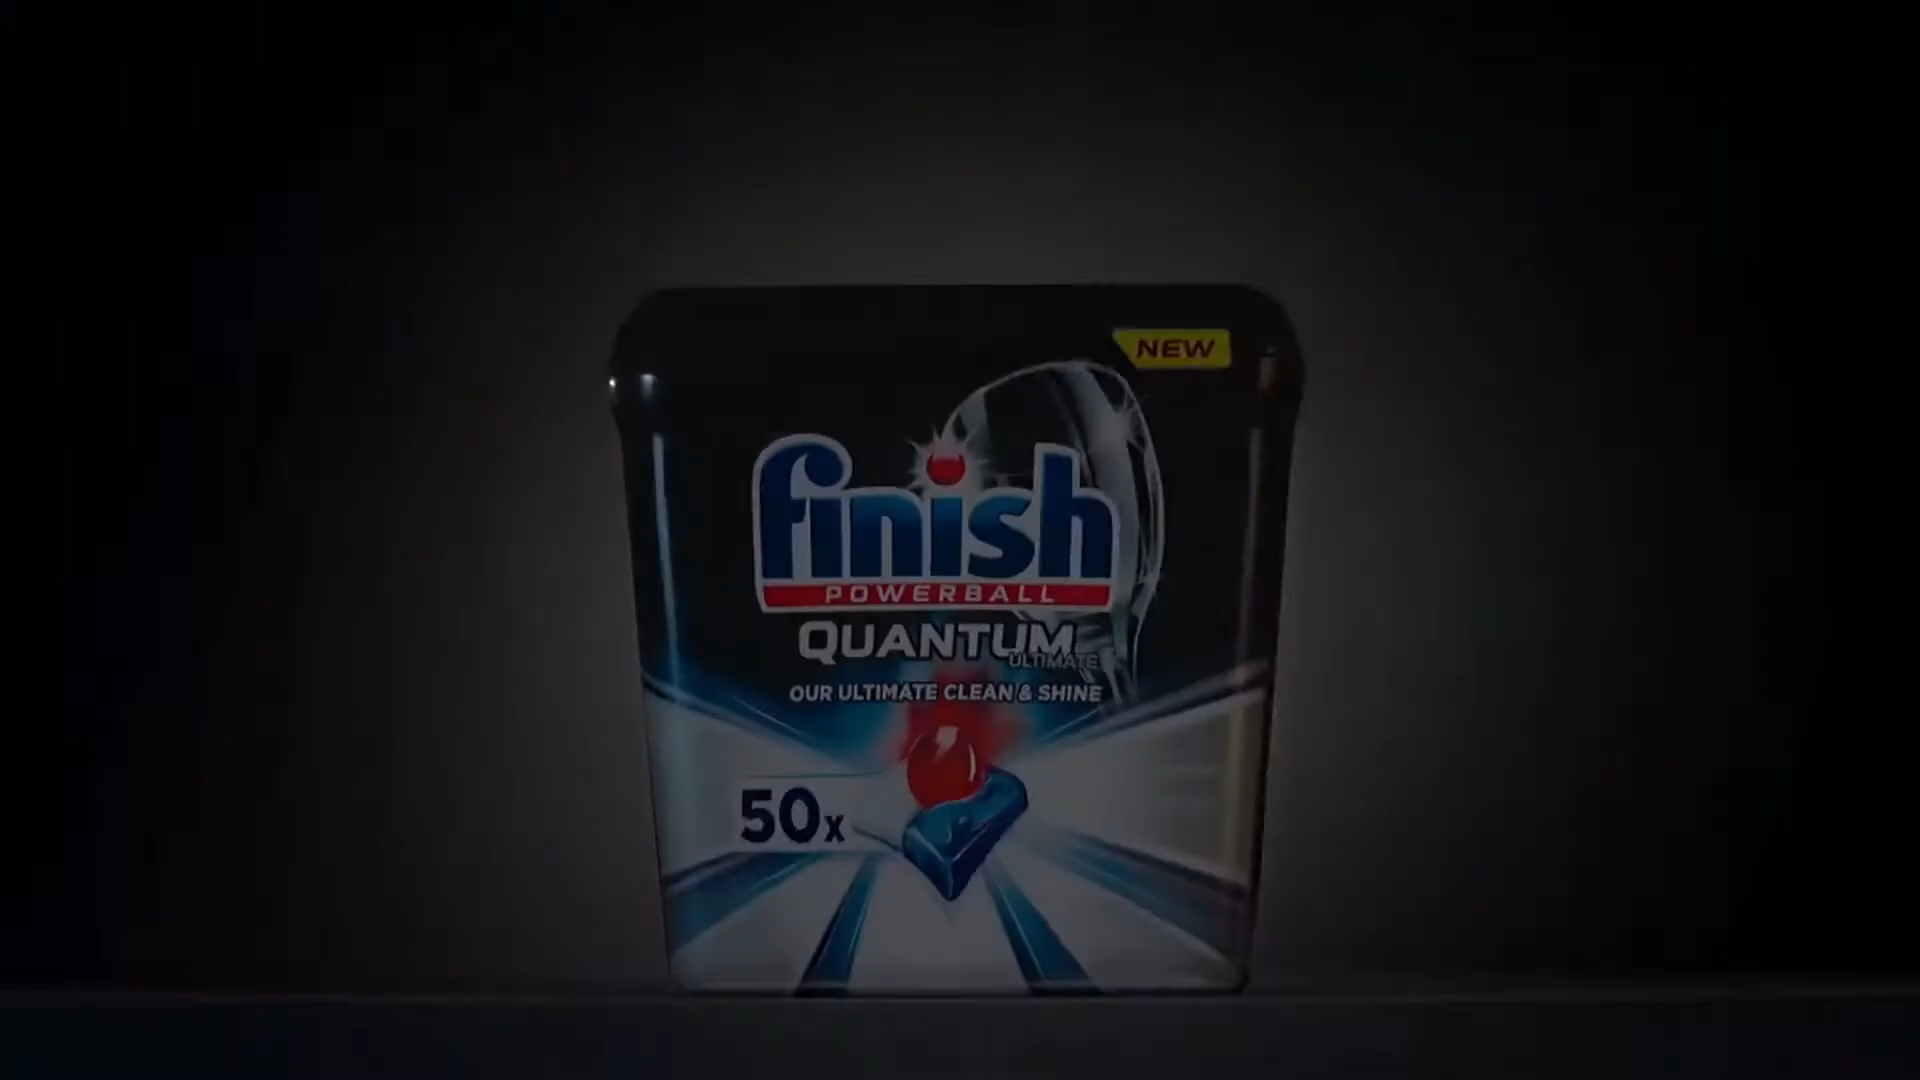 NEW
finish
POWERBALL
QUANTUM
ULTIMATE
OUR ULTIMATE CLEAN & SHINE
50x